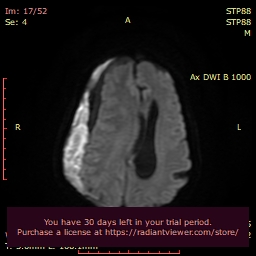 Im: 17/52
STP88
Se: 4
STP88
M
A
Ax DWI B 1000
R
L
You have 30 days left in your trial period.
Purchase a license at https://radiantviewer.com/store/